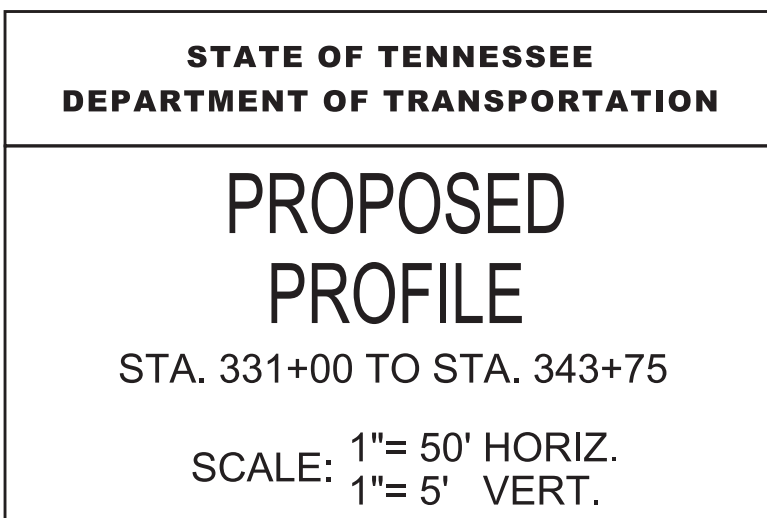 STATE OF TENNESSEE
DEPARTMENT OF TRANSPORTATION
PROPOSED
PROFILE
STA. 331+00 TO STA. 343+75
SCALE: 1"= 50' HORIZ.
1"= 5' VERT.